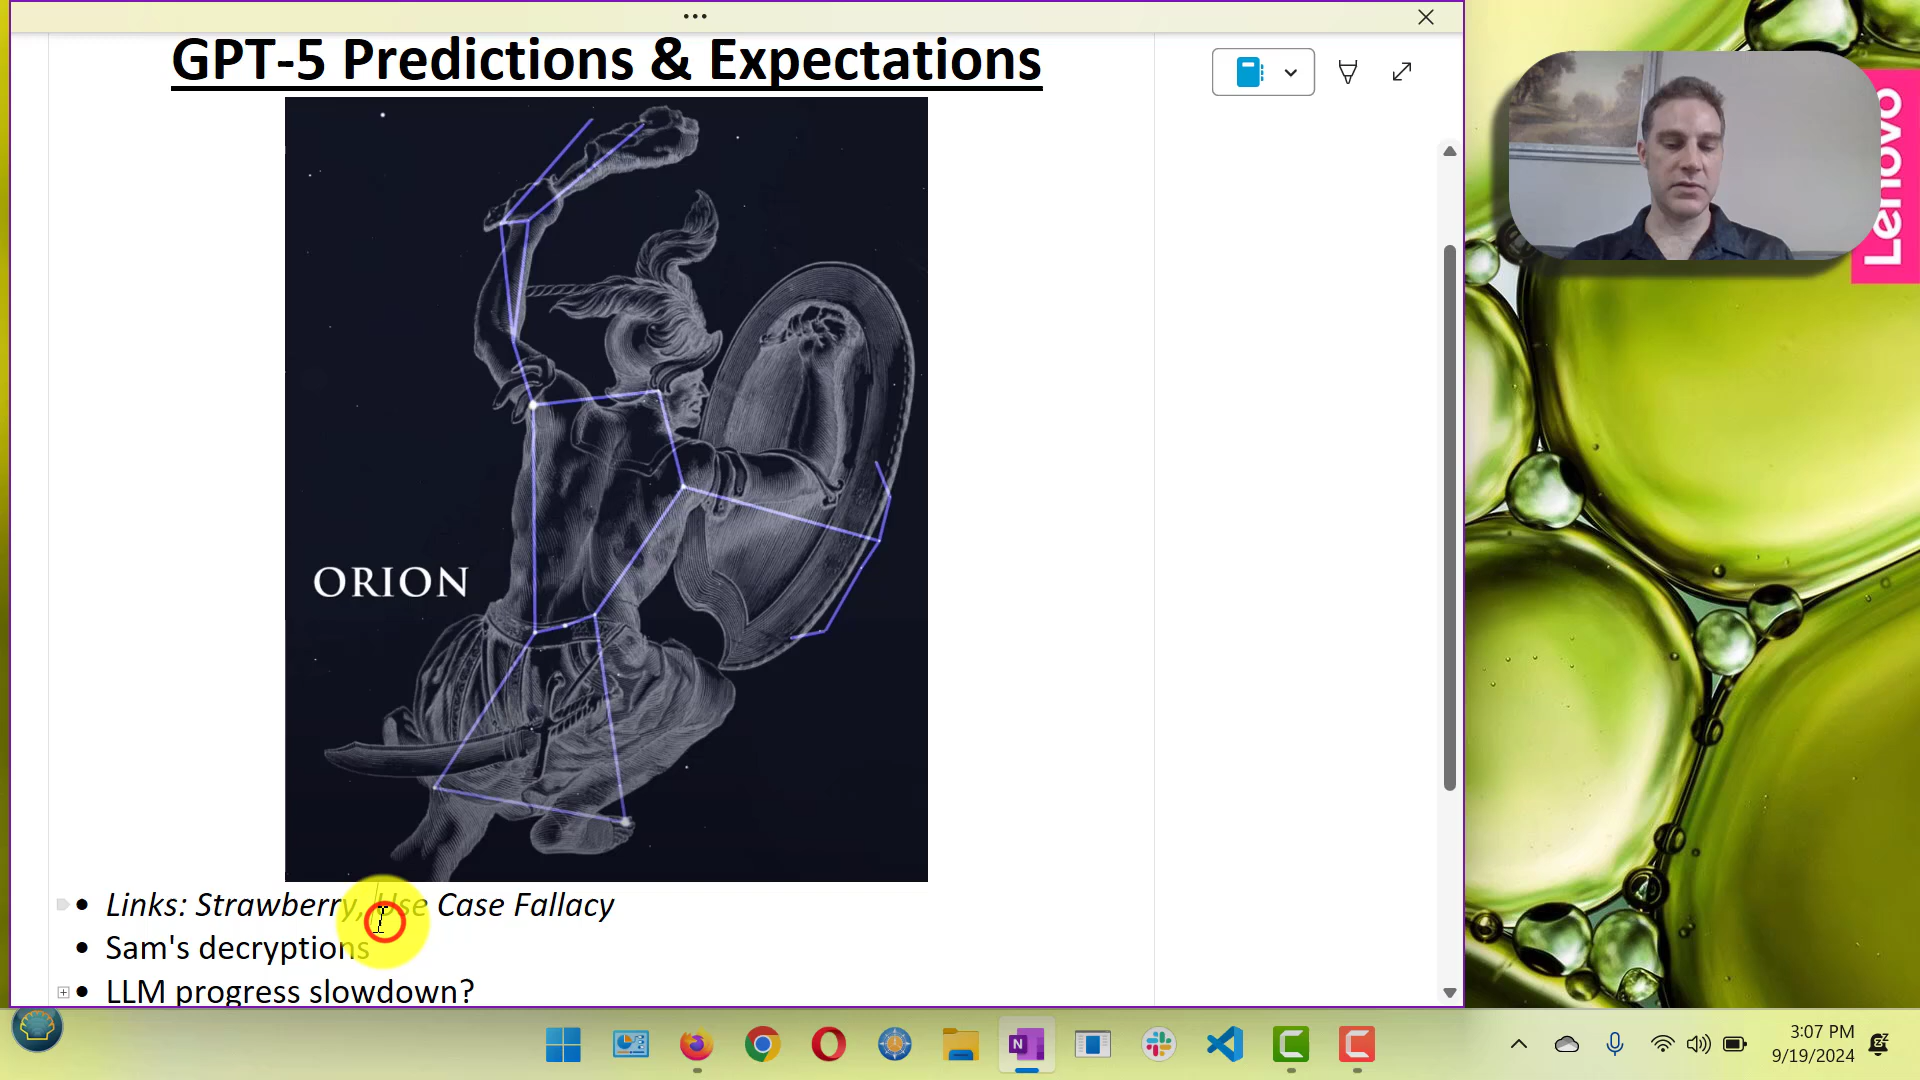 GPT-5 Predictions & Expectations
Lenovo
ORION
Links: Strawberry, Use Case Fallacy
Sam's decryptions
LLM progress slowdown?
3:07 PM
9/19/2024